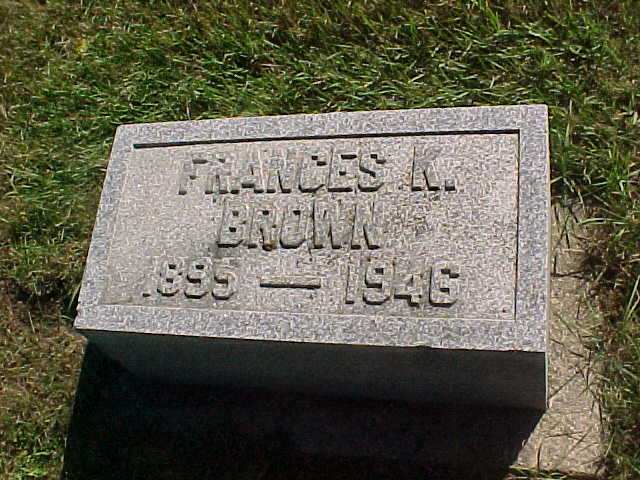 FRANCES K.
BROWN
1895 — 1946